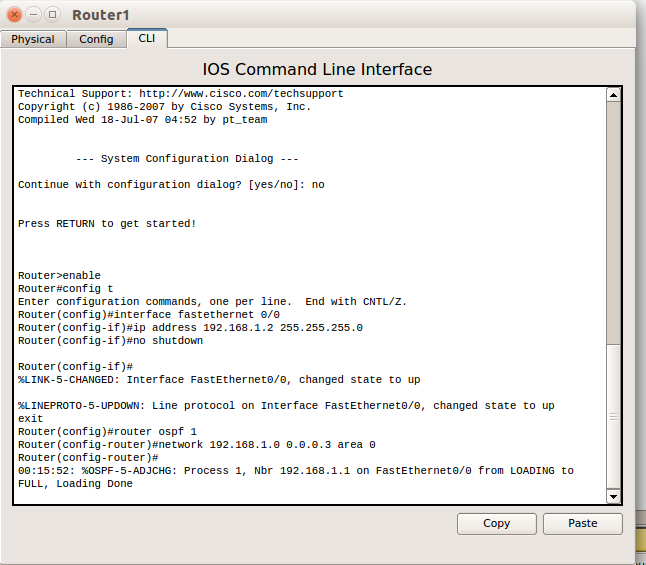 Router1
Physical Config CLI
IOS Command Line Interface
Technical Support: http://www.cisco.com/techsupport
Copyright (c) 1986-2007 by Cisco Systems, Inc.
Compiled Wed 18-Jul-07 04:52 by pt_team
--- System Configuration Dialog ---
Continue with configuration dialog? [yes/no]: no
Press RETURN to get started!
Router>enable
Router#config t
Enter configuration commands, one per line.  End with CNTL/Z.
Router(config)#interface fastethernet 0/0
Router(config-if)#ip address 192.168.1.2 255.255.255.0
Router(config-if)#no shutdown
Router(config-if)#
%LINK-5-CHANGED: Interface FastEthernet0/0, changed state to up
%LINEPROTO-5-UPDOWN: Line protocol on Interface FastEthernet0/0, changed state to up
exit
Router(config)#router ospf 1
Router(config-router)#network 192.168.1.0 0.0.0.3 area 0
Router(config-router)#
00:15:52: %OSPF-5-ADJCHG: Process 1, Nbr 192.168.1.1 on FastEthernet0/0 from LOADING to
FULL, Loading Done
Copy Paste